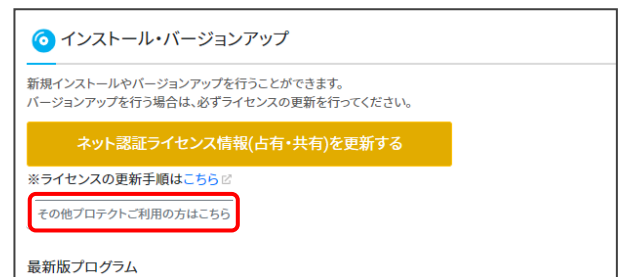 インストール・バージョンアップ
新規インストールやバージョンアップを行うことができます。
バージョンアップを行う場合は、必ずライセンスの更新を行ってください。
ネット認証ライセンス情報(占有・共有)を更新する
※ライセンスの更新手順はこちら
その他プロテクトご利用の方はこちら
最新版プログラム